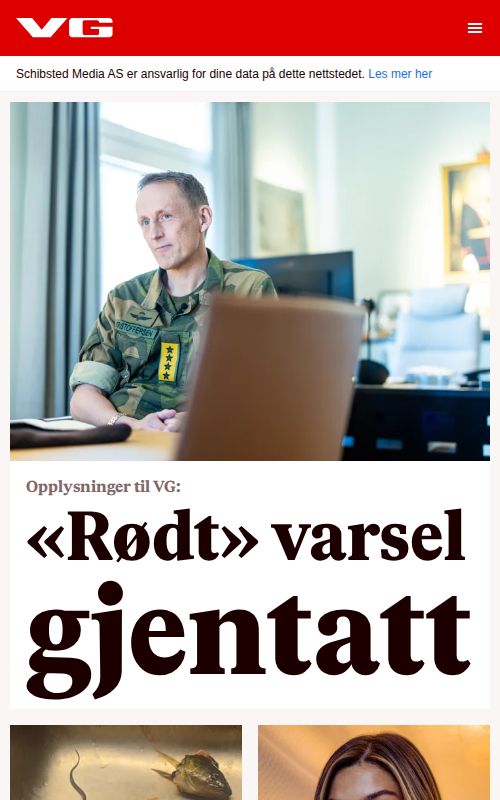 VG
Schibsted Media AS er ansvarlig for dine data på dette nettstedet. Les mer her
Opplysninger til VG:
«Rødt» varsel
gjentatt